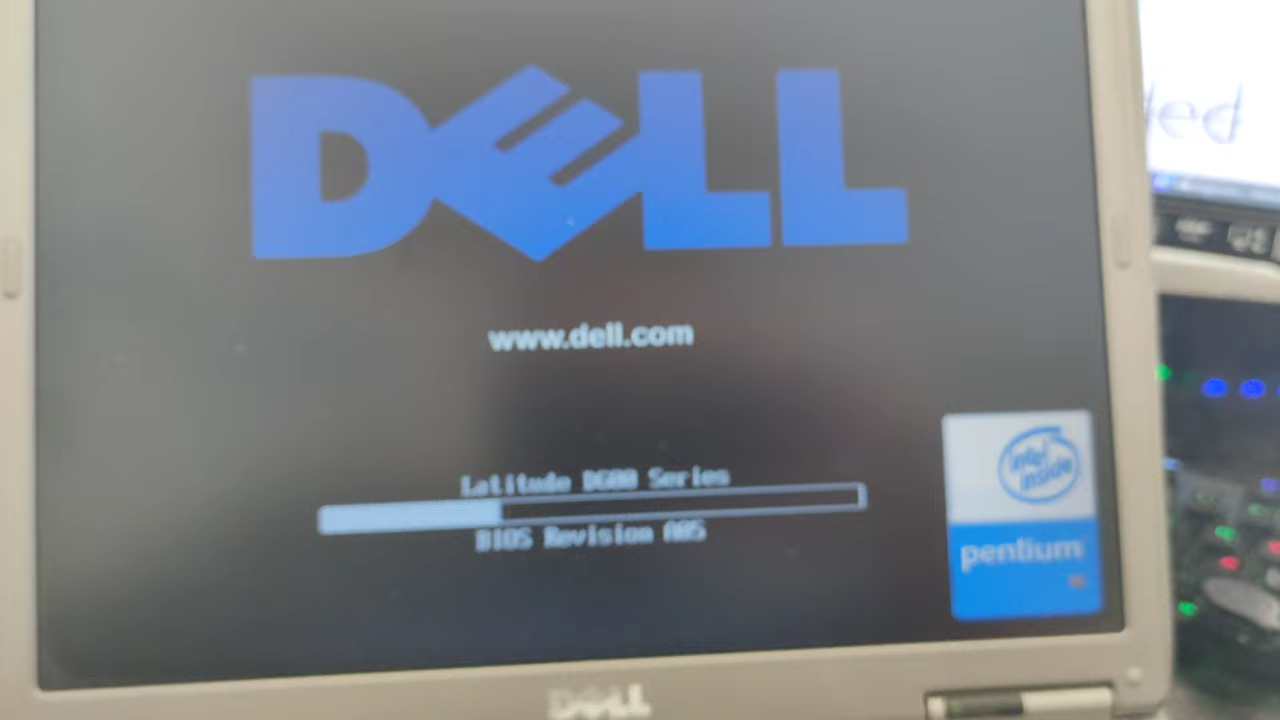 DELL
www.dell.com
Latitude D600 Series
BIOS Revision A05
intel
inside
pentium
DELL